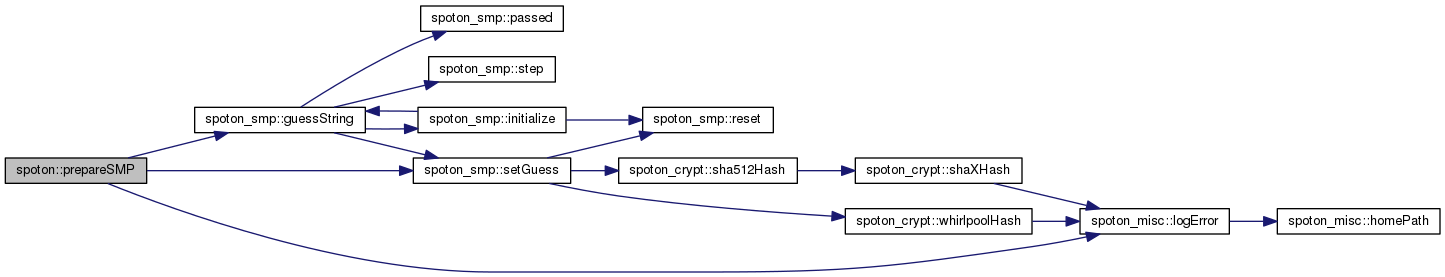 spoton_smp::passed
spoton_smp::step
spoton_smp::guessString
spoton_smp::initialize
spoton_smp::reset
spoton::prepareSMP
spoton_smp::setGuess
spoton_crypt::sha512Hash
spoton_crypt::shaXHash
spoton_crypt::whirlpoolHash
spoton_misc::logError
spoton_misc::homePath